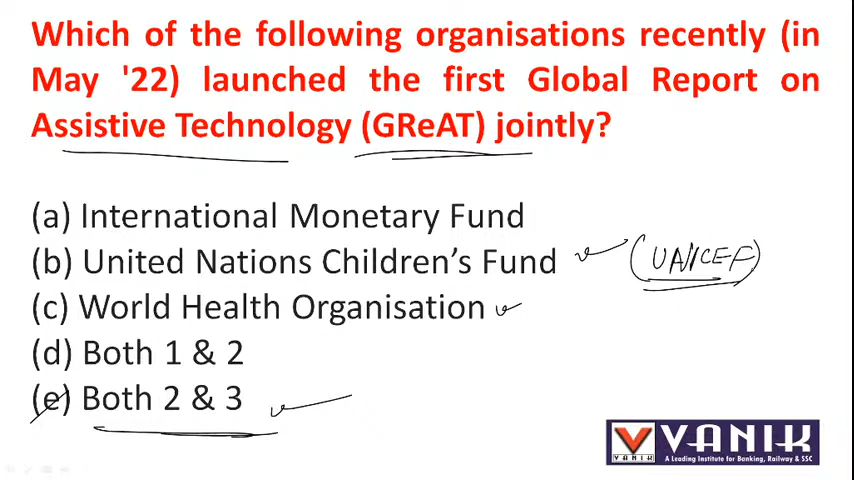 Which of the following organisations recently (in
May '22) launched the first Global Report on
Assistive Technology (GReAT) jointly?
(a) International Monetary Fund
(b) United Nations Children's Fund (UNICEF)
(c) World Health Organisation
(d) Both 1 & 2
(e) Both 2 & 3
VANIK
VANIK
A Leading Institute for Banking, Railway & SSC